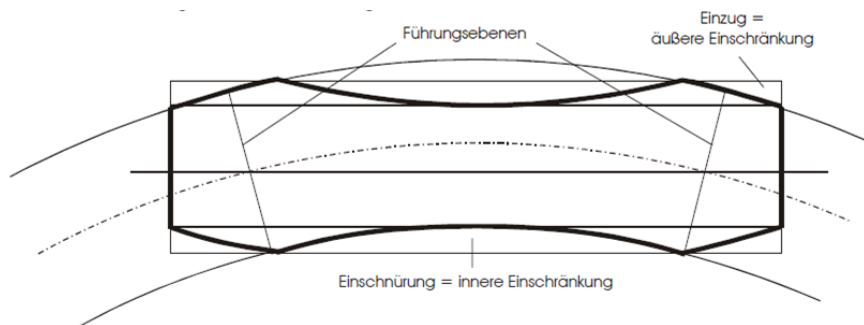 Führungsebenen
Einzug =
äußere Einschränkung
Einschnürung = innere Einschränkung